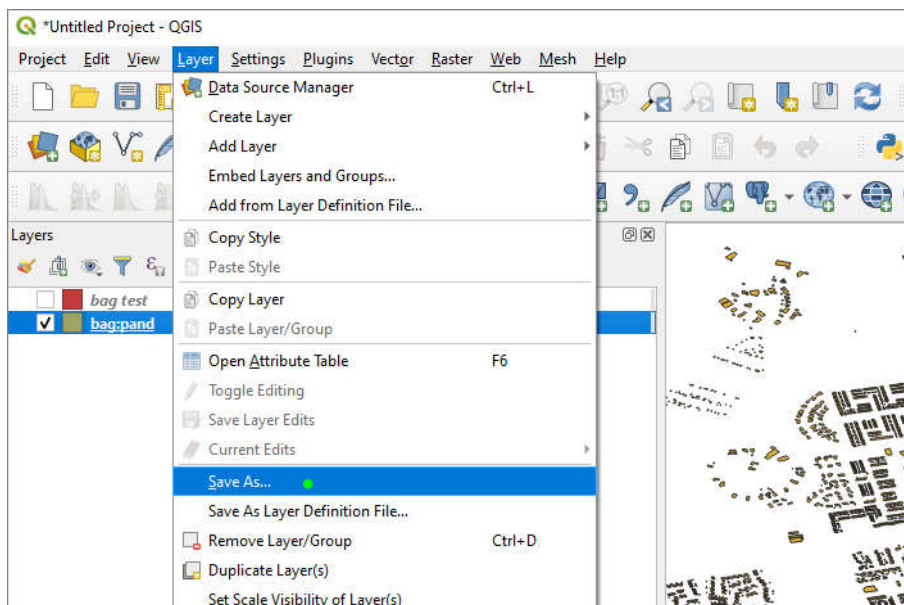 *Untitled Project - QGIS
Project Edit View Layer Settings Plugins Vector Raster Web Mesh Help
Data Source Manager Ctrl+L
Create Layer
Add Layer
Embed Layers and Groups...
Add from Layer Definition File...
Layers
Copy Style
Paste Style
bag test
Copy Layer
bag:pand
Paste Layer/Group
Open Attribute Table F6
Toggle Editing
Save Layer Edits
Current Edits
Save As...
Save As Layer Definition File...
Remove Layer/Group Ctrl+D
Duplicate Layer(s)
Set Scale Visibility of Layer(s)